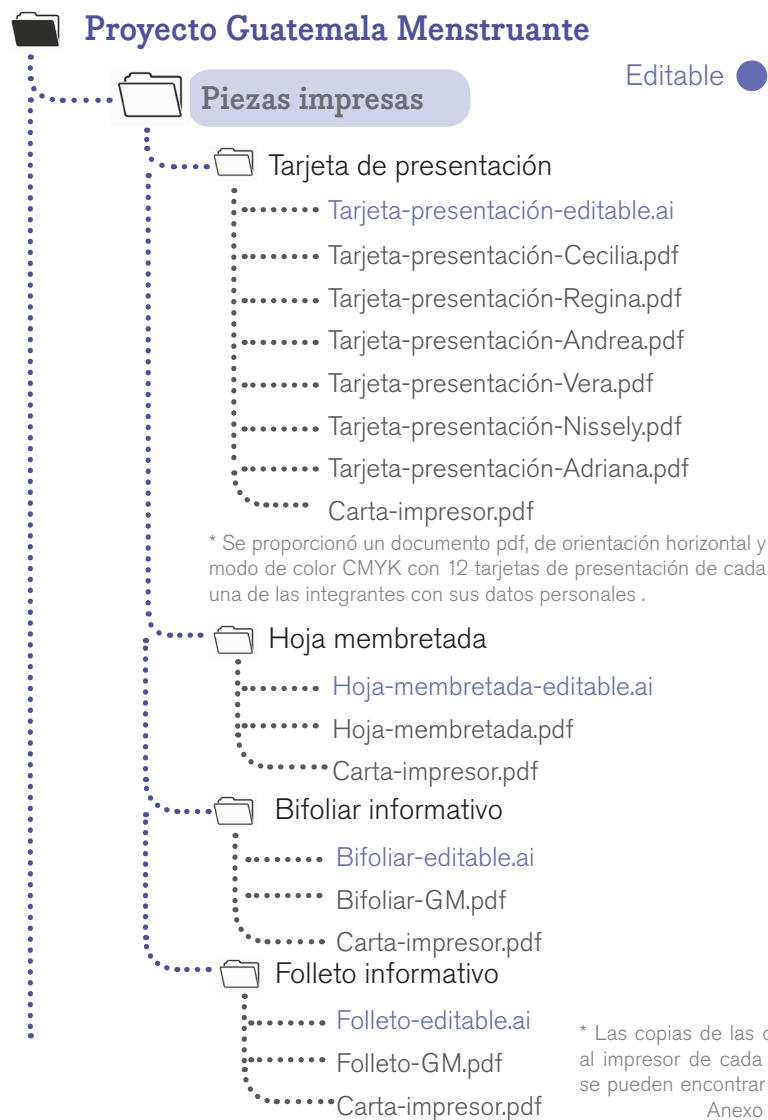 Proyecto Guatemala Menstruante
Editable
Piezas impresas
Tarjeta de presentación
Tarjeta-presentación-editable.ai
Tarjeta-presentación-Cecilia.pdf
Tarjeta-presentación-Regina.pdf
Tarjeta-presentación-Andrea.pdf
Tarjeta-presentación-Vera.pdf
Tarjeta-presentación-Nissely.pdf
Tarjeta-presentación-Adriana.pdf
Carta-impresor.pdf
* Se proporcionó un documento pdf, de orientación horizontal y
modo de color CMYK con 12 tarjetas de presentación de cada
una de las integrantes con sus datos personales .
Hoja membretada
Hoja-membretada-editable.ai
Hoja-membretada.pdf
Carta-impresor.pdf
Bifoliar informativo
Bifoliar-editable.ai
Bifoliar-GM.pdf
Carta-impresor.pdf
Folleto informativo
Folleto-editable.ai
Folleto-GM.pdf
Carta-impresor.pdf
* Las copias de las
al impresor de cada
se pueden encontrar
Anexo